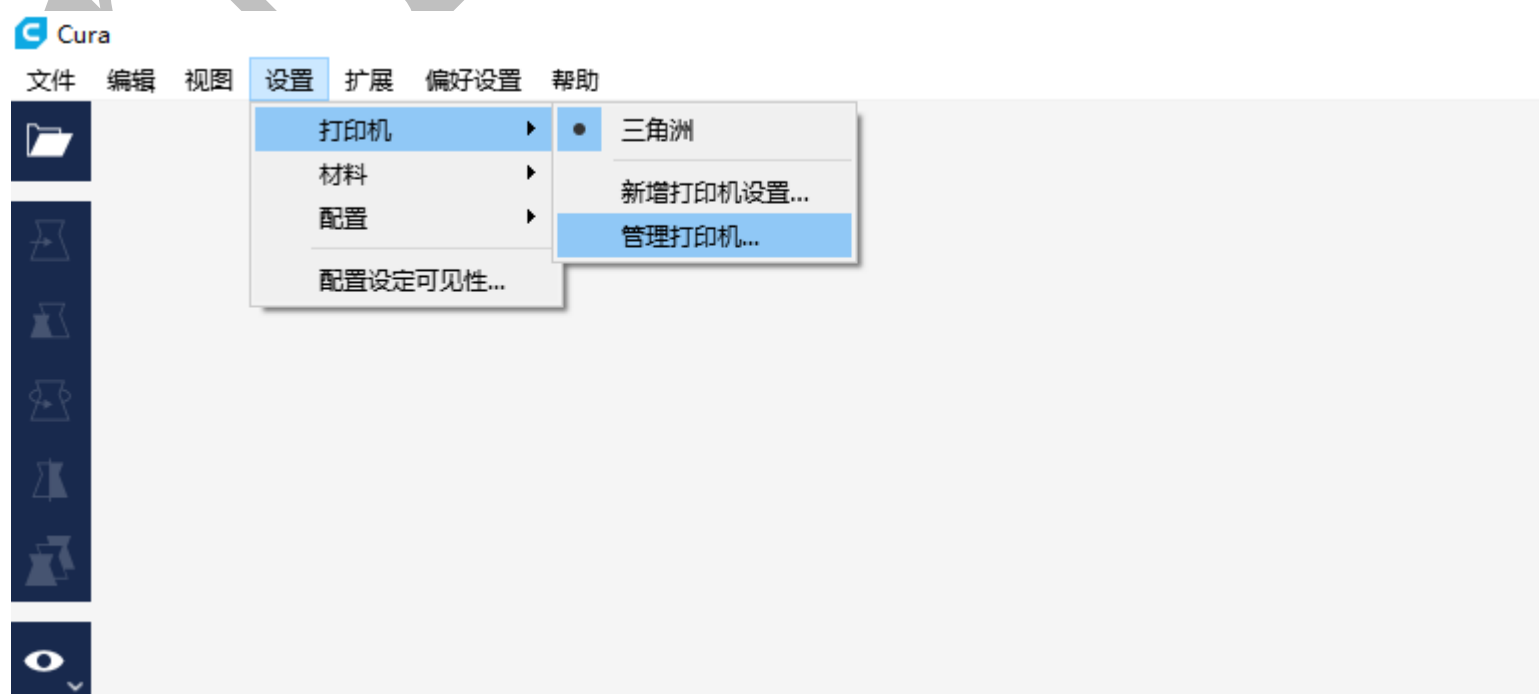 Cura
文件 编辑 视图 设置 扩展 偏好设置 帮助
打印机 三角洲
材料
新增打印机设置...
配置
管理打印机...
配置设定可见性...